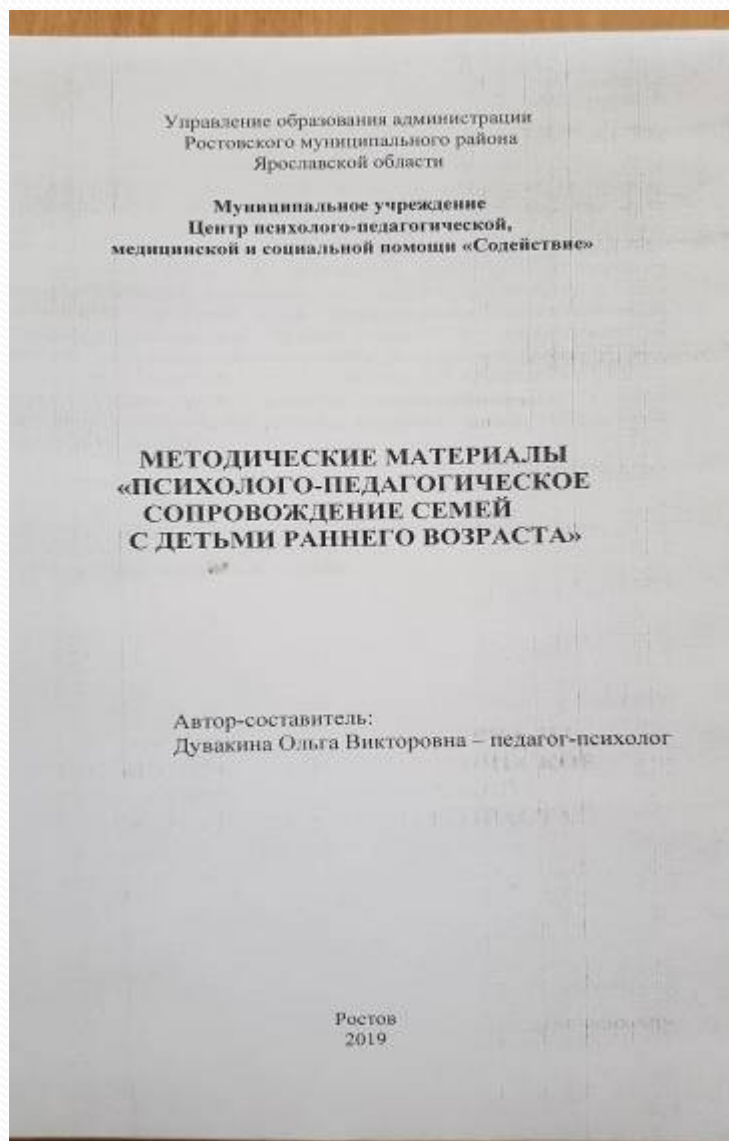 Управление образования администрации
Ростовского муниципального района
Ярославской области
Муниципальное учреждение
Центр психолого-педагогической,
медицинской и социальной помощи «Содействие»
МЕТОДИЧЕСКИЕ МАТЕРИАЛЫ
«ПСИХОЛОГО-ПЕДАГОГИЧЕСКОЕ
СОПРОВОЖДЕНИЕ СЕМЕЙ
С ДЕТЬМИ РАННЕГО ВОЗРАСТА»
Автор-составитель:
Дувакина Ольга Викторовна – педагог-психолог
Ростов
2019